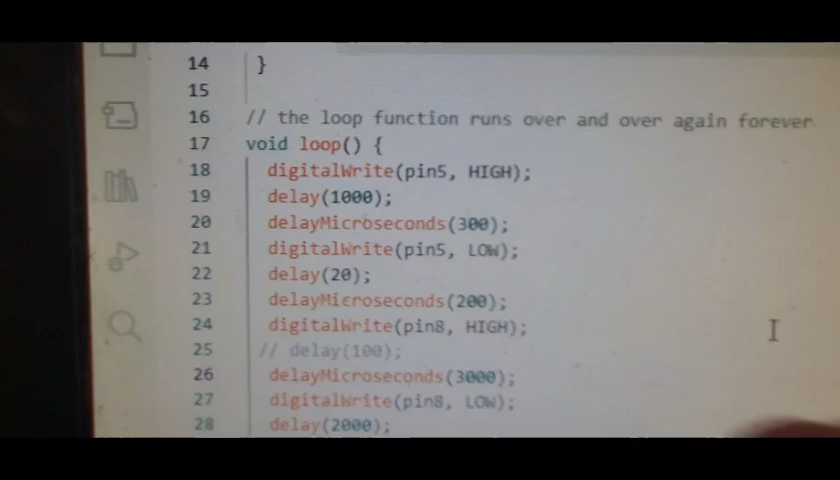 14 }
15
16 // the loop function runs over and over again forever
17 void loop() {
18 digitalWrite(pin5, HIGH);
19 delay(1000);
20 delayMicroseconds(300);
21 digitalWrite(pin5, LOW);
22 delay(20);
23 delayMicroseconds(200);
24 digitalWrite(pin8, HIGH);
25 // delay(100);
26 delayMicroseconds(3000);
27 digitalWrite(pin8, LOW);
28 delay(2000);